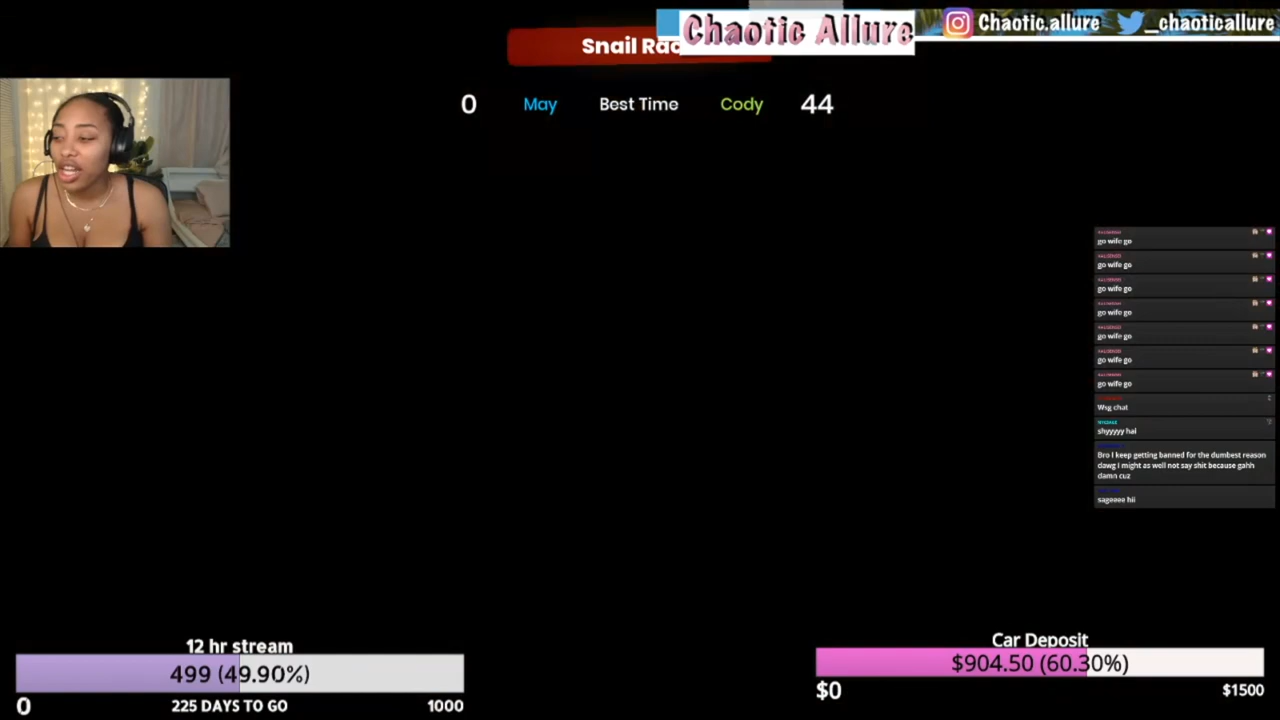 Snail Rac
Chaotic Allure
Chaotic.allure
_chaoticallure
0 May Best Time Cody 44
go wife go
go wife go
go wife go
go wife go
go wife go
go wife go
go wife go
Wsg chat
shyyyyy hal
Bro I keep getting banned for the dumbest reason
dawg I might as well not say shit because gahh
damn cuz
sageeee hii
12 hr stream
499 (49.90%)
0 225 DAYS TO GO 1000
Car Deposit
$904.50 (60.30%)
$0 $1500